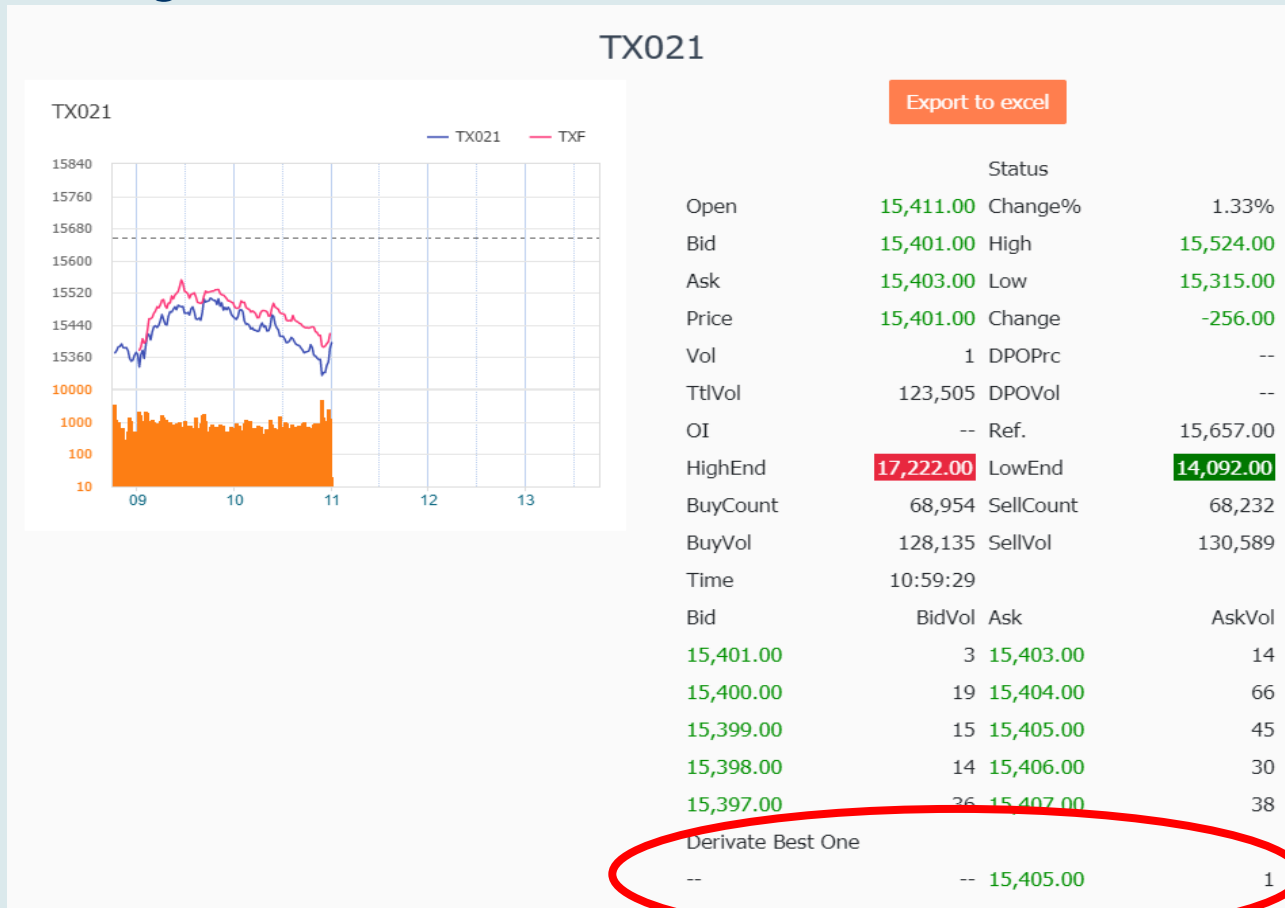 TX021
TX021
TX021 TXF
15840
15760
15680
15600
15520
15440
15360
10000
1000
100
10
09 10 11 12 13
Export to excel
Status
Open 15,411.00 Change% 1.33%
Bid 15,401.00 High 15,524.00
Ask 15,403.00 Low 15,315.00
Price 15,401.00 Change -256.00
Vol 1 DPOPrc --
TtlVol 123,505 DPOVol --
OI -- Ref. 15,657.00
HighEnd 17,222.00 LowEnd 14,092.00
BuyCount 68,954 SellCount 68,232
BuyVol 128,135 SellVol 130,589
Time 10:59:29
Bid BidVol Ask AskVol
15,401.00 3 15,403.00 14
15,400.00 19 15,404.00 66
15,399.00 15 15,405.00 45
15,398.00 14 15,406.00 30
15,397.00 36 15,407.00 38
Derivate Best One
-- -- 15,405.00 1